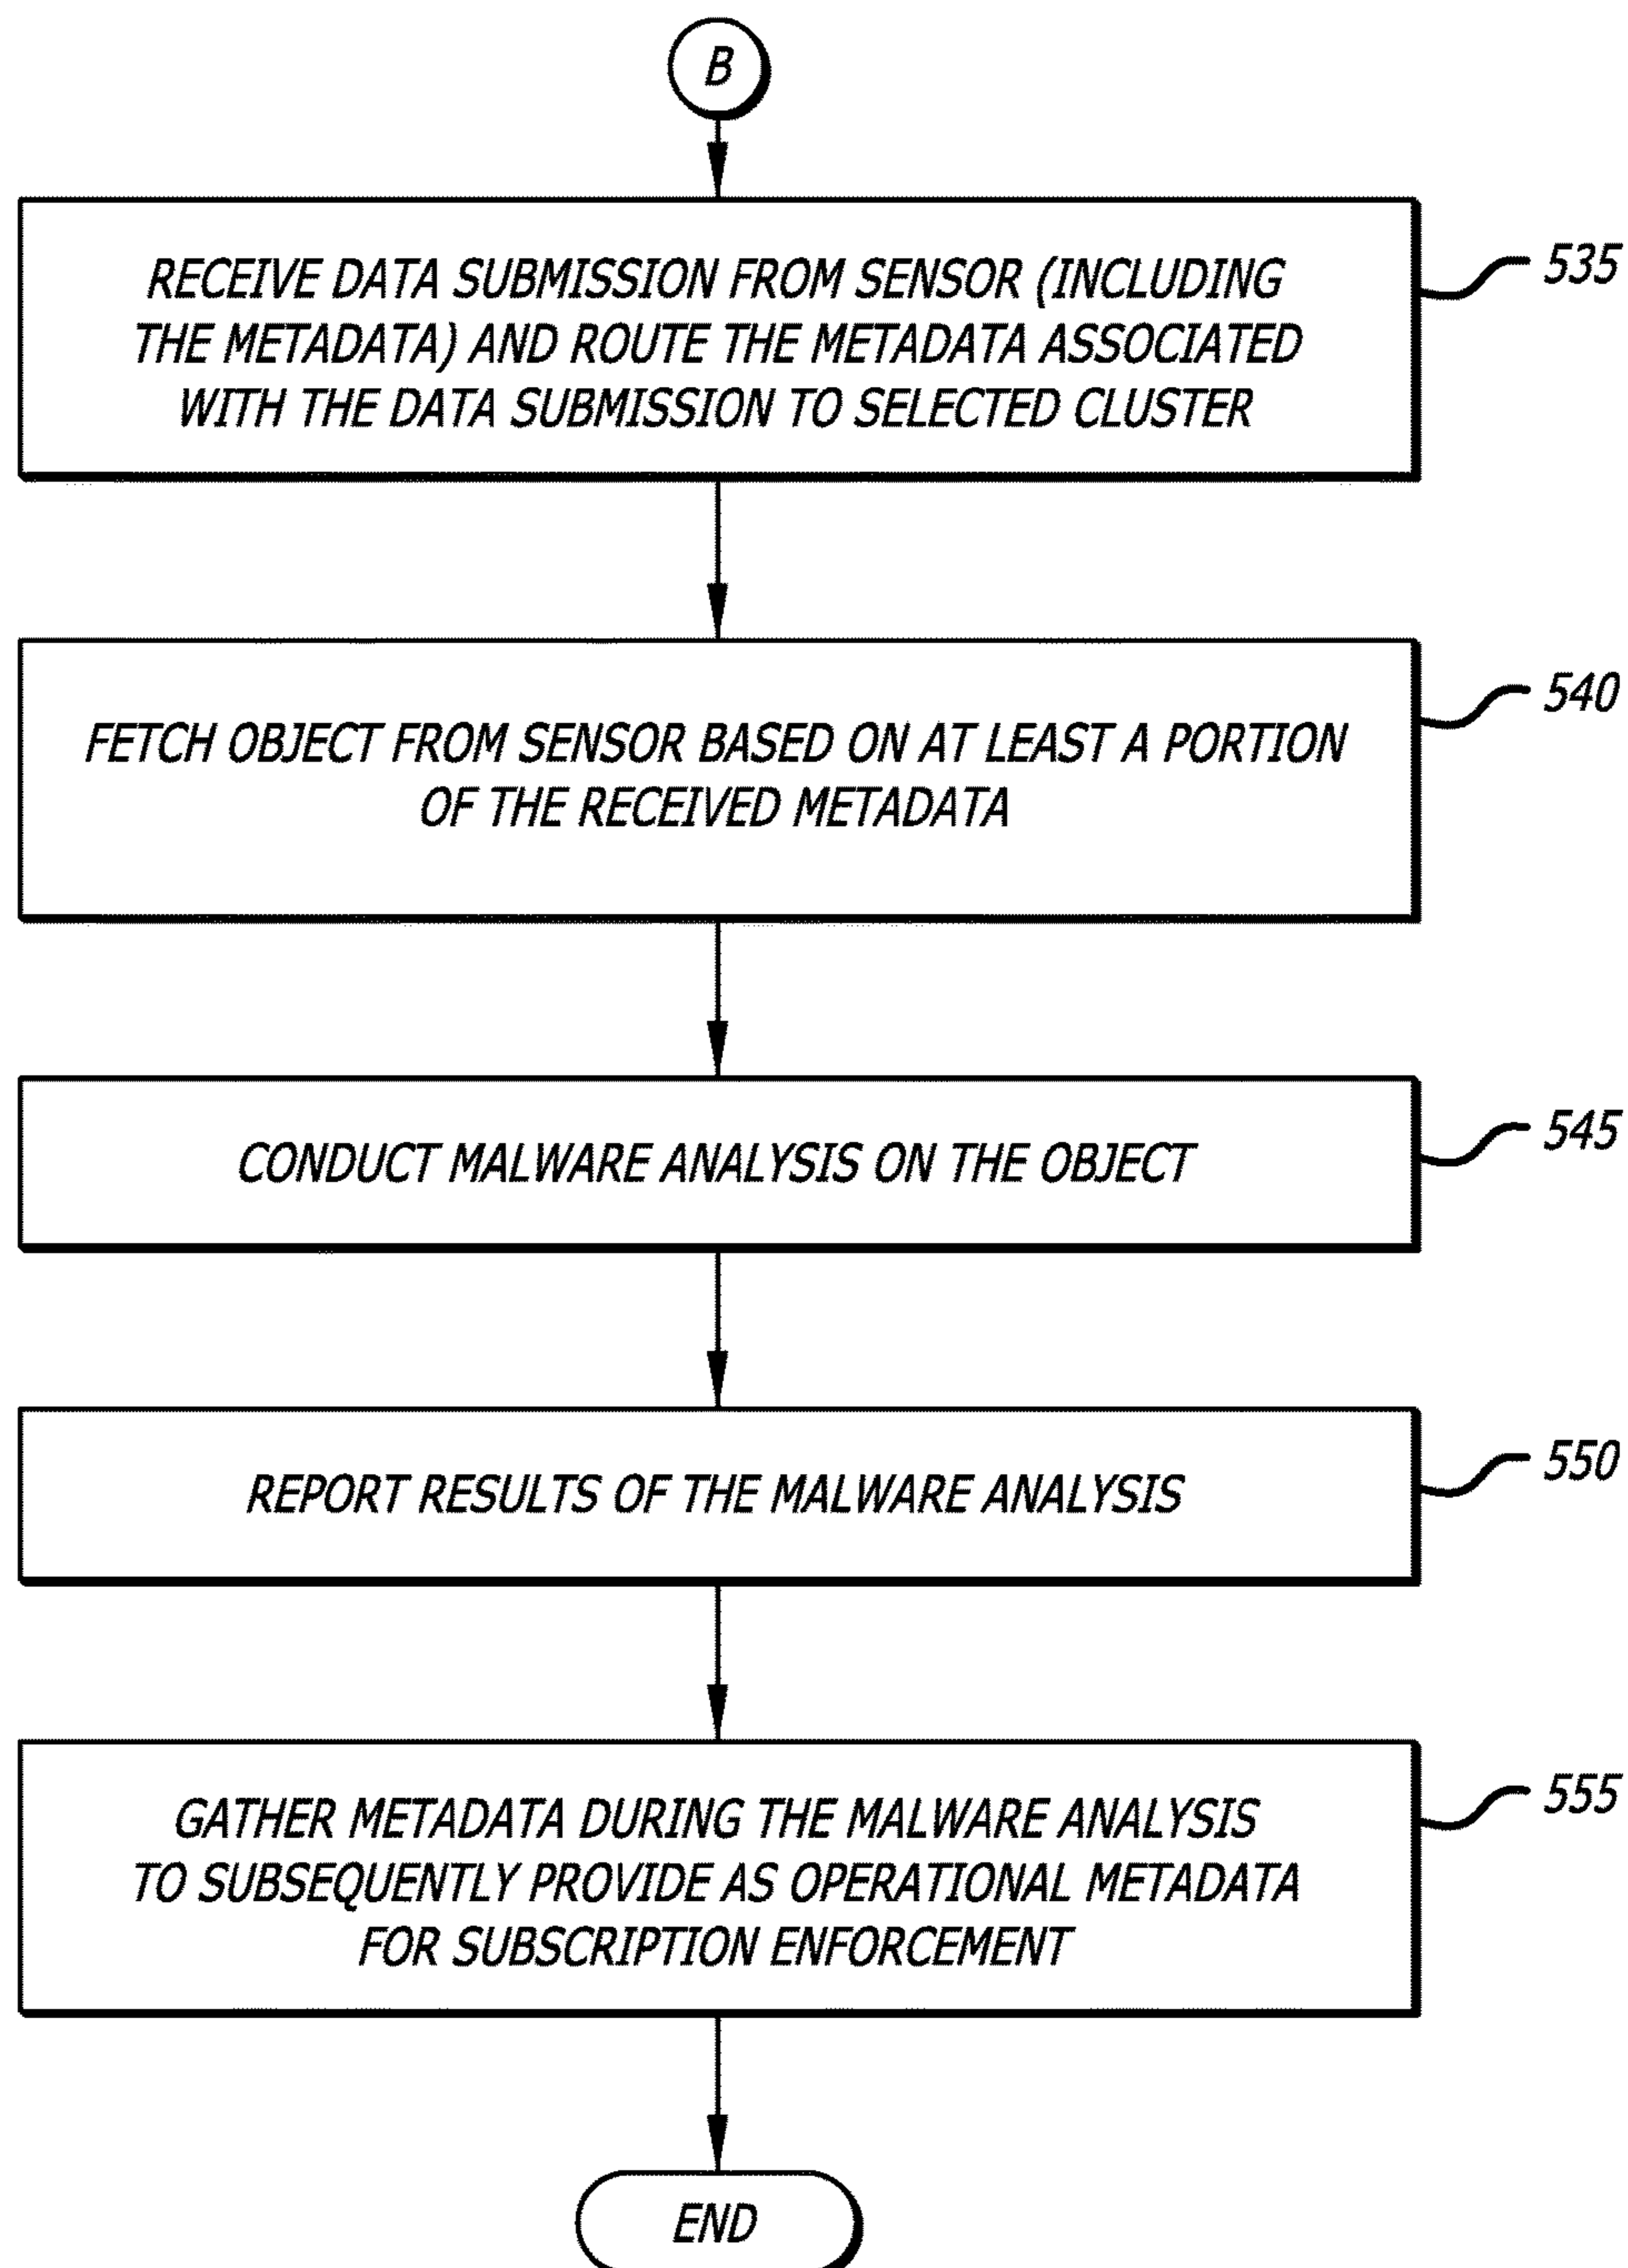 B
RECEIVE DATA SUBMISSION FROM SENSOR (INCLUDING
THE METADATA) AND ROUTE THE METADATA ASSOCIATED
WITH THE DATA SUBMISSION TO SELECTED CLUSTER
535
FETCH OBJECT FROM SENSOR BASED ON AT LEAST A PORTION
OF THE RECEIVED METADATA
540
CONDUCT MALWARE ANALYSIS ON THE OBJECT
545
REPORT RESULTS OF THE MALWARE ANALYSIS
550
GATHER METADATA DURING THE MALWARE ANALYSIS
TO SUBSEQUENTLY PROVIDE AS OPERATIONAL METADATA
FOR SUBSCRIPTION ENFORCEMENT
555
END